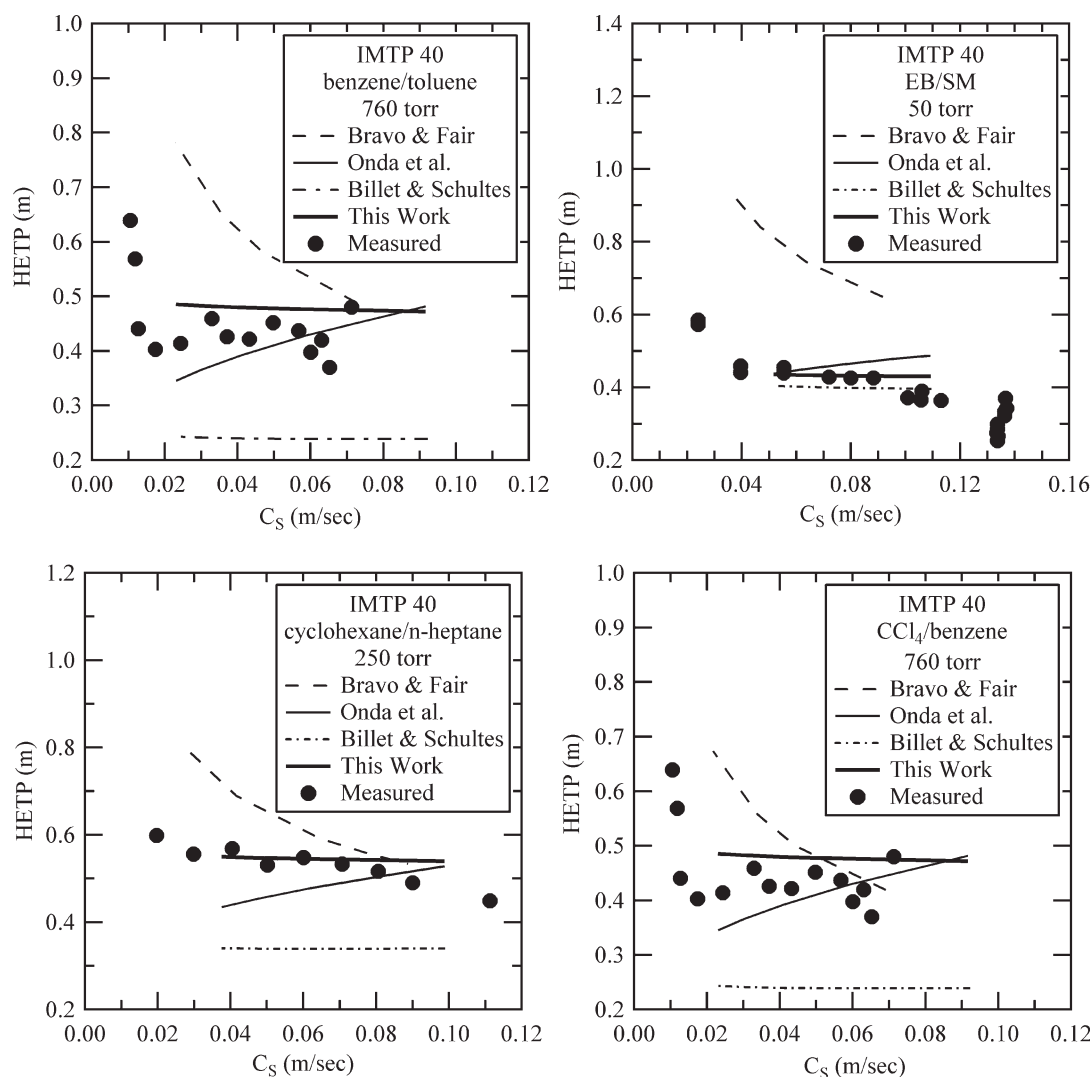 1.0
0.9
0.8
0.7
0.6
0.5
0.4
0.3
0.2
HETP (m)
IMTP 40
benzene/toluene
760 torr
Bravo & Fair
Onda et al.
Billet & Schultes
This Work
Measured
0.00 0.02 0.04 0.06 0.08 0.10 0.12
C_S (m/sec)
1.4
1.2
1.0
0.8
0.6
0.4
0.2
HETP (m)
IMTP 40
EB/SM
50 torr
Bravo & Fair
Onda et al.
Billet & Schultes
This Work
Measured
0.00 0.04 0.08 0.12 0.16
C_S (m/sec)
1.2
1.0
0.8
0.6
0.4
0.2
HETP (m)
IMTP 40
cyclohexane/n-heptane
250 torr
Bravo & Fair
Onda et al.
Billet & Schultes
This Work
Measured
0.00 0.02 0.04 0.06 0.08 0.10 0.12
C_S (m/sec)
1.0
0.9
0.8
0.7
0.6
0.5
0.4
0.3
0.2
HETP (m)
IMTP 40
CCl₄/benzene
760 torr
Bravo & Fair
Onda et al.
Billet & Schultes
This Work
Measured
0.00 0.02 0.04 0.06 0.08 0.10 0.12
C_S (m/sec)